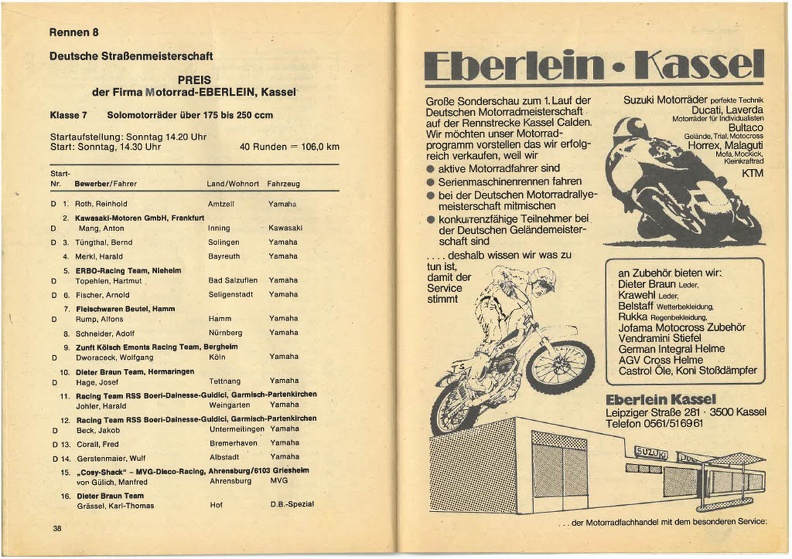 Rennen 8
Deutsche Straßenmeisterschaft
PREIS
der Firma Motorrad-EBERLEIN, Kassel
Klasse 7 Solomotorräder über 175 bis 250 ccm
Startaufstellung: Sonntag 14.20 Uhr
Start: Sonntag, 14.30 Uhr 40 Runden = 106,0 km
Start-
Nr. Bewerber/Fahrer Land/Wohnort Fahrzeug
D 1. Roth, Reinhold Amtzell Yamaha
2. Kawasaki-Motoren GmbH, Frankfurt
D Mang, Anton Inning Kawasaki
D 3. Tüngthal, Bernd Solingen Yamaha
4. Merkl, Harald Bayreuth Yamaha
5. ERBO-Racing Team, Nieheim
D Topehlen, Hartmut Bad Salzuflen Yamaha
D 6. Fischer, Arnold Seligenstadt Yamaha
7. Fleischwaren Beutel, Hamm
D Rump, Alfons Hamm Yamaha
8. Schneider, Adolf Nürnberg Yamaha
9. Zunft Kölsch Emonts Racing Team, Bergheim
D Dworaceck, Wolfgang Köln Yamaha
10. Dieter Braun Team, Hermaringen
D Hage, Josef Tettnang Yamaha
11. Racing Team RSS Boeri-Dainesse-Guidici, Garmisch-Partenkirchen
Johler, Harald Weingarten Yamaha
12. Racing Team RSS Boeri-Dainesse-Guldici, Garmisch-Partenkirchen
D Beck, Jakob Untermeitingen Yamaha
D 13. Corall, Fred Bremerhaven Yamaha
D 14. Gerstenmaier, Wulf Albstadt Yamaha
15. „Cosy-Shack" – MVG-Disco-Racing, Ahrensburg/6103 Griesheim
von Gülich, Manfred Ahrensburg MVG
16. Dieter Braun Team
Grässel, Karl-Thomas Hof D.B.-Spezial
38
Eberlein • Kassel
Große Sonderschau zum 1. Lauf der
Deutschen Motorradmeisterschaft
auf der Rennstrecke Kassel Calden.
Wir möchten unser Motorrad-
programm vorstellen das wir erfolg-
reich verkaufen, weil wir
● aktive Motorradfahrer sind
● Serienmaschinenrennen fahren
● bei der Deutschen Motorradrallye-
meisterschaft mitmischen
● konkurrenzfähige Teilnehmer bei
der Deutschen Geländemeister-
schaft sind
.... deshalb wissen wir was zu
tun ist,
damit der
Service
stimmt
Suzuki Motorräder perfekte Technik
Ducati, Laverda
Motorräder für Individualisten
Bultaco
Gelände, Trial, Motocross
Horrex, Malaguti
Mofa, Mockick,
Kleinkraftrad
KTM
an Zubehör bieten wir:
Dieter Braun Leder,
Krawehl Leder,
Belstaff Wetterbekleidung,
Rukka Regenbekleidung,
Jofama Motocross Zubehör
Vendramini Stiefel
German Integral Helme
AGV Cross Helme
Castrol Öle, Koni Stoßdämpfer
Eberlein Kassel
Leipziger Straße 281 · 3500 Kassel
Telefon 0561/51 69 61
SUZUKI
... der Motorradfachhandel mit dem besonderen Service: